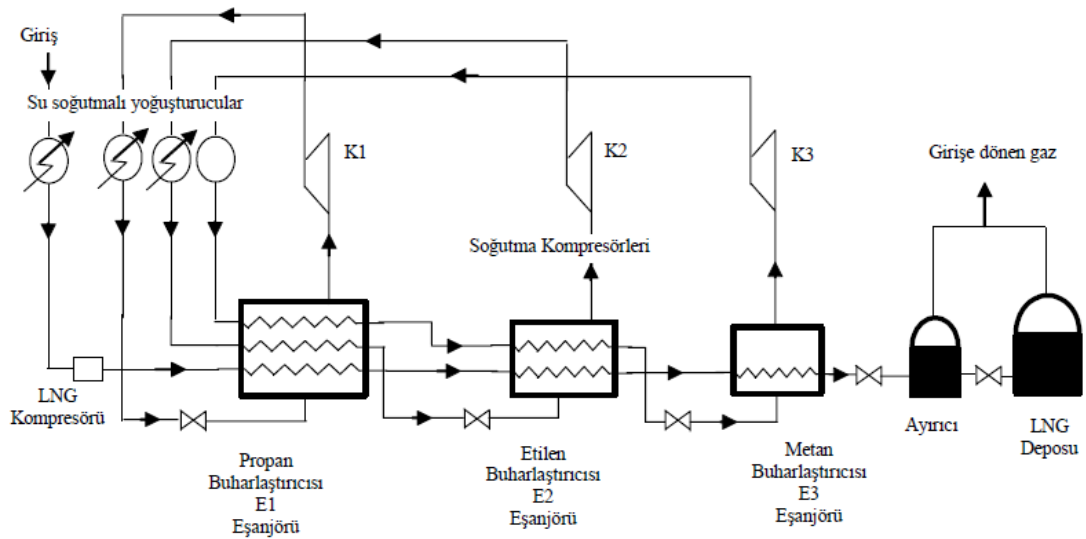 Giriş
Su soğutmalı yoğuşturucular
K1
K2
K3
Girişe dönen gaz
Soğutma Kompresörleri
LNG
Kompresörü
Propan
Buharlaştırıcısı
E1
Eşanjörü
Etilen
Buharlaştırıcısı
E2
Eşanjörü
Metan
Buharlaştırıcısı
E3
Eşanjörü
Ayırıcı
LNG
Deposu